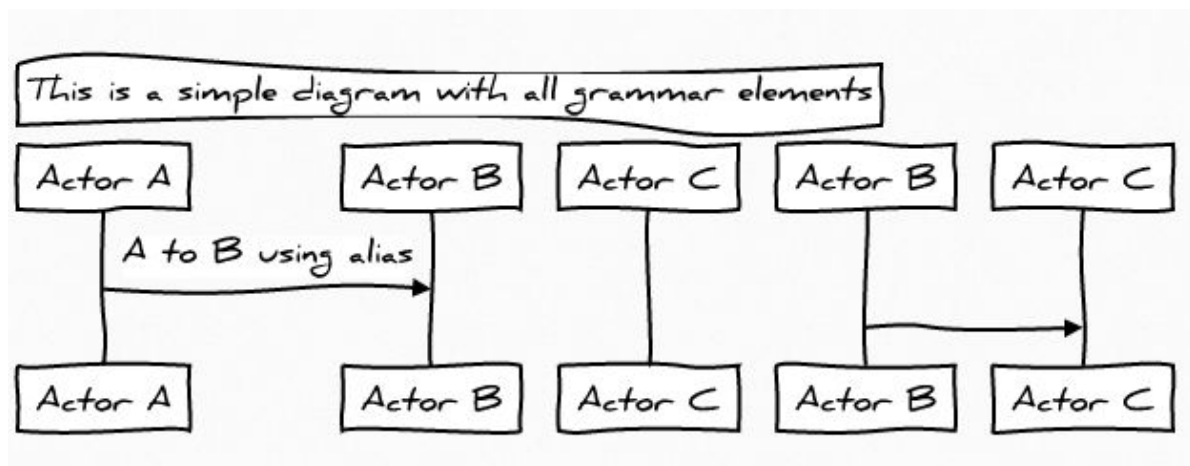 This is a simple diagram with all grammar elements
Actor A
Actor B
Actor C
Actor B
Actor C
A to B using alias
Actor A
Actor B
Actor C
Actor B
Actor C